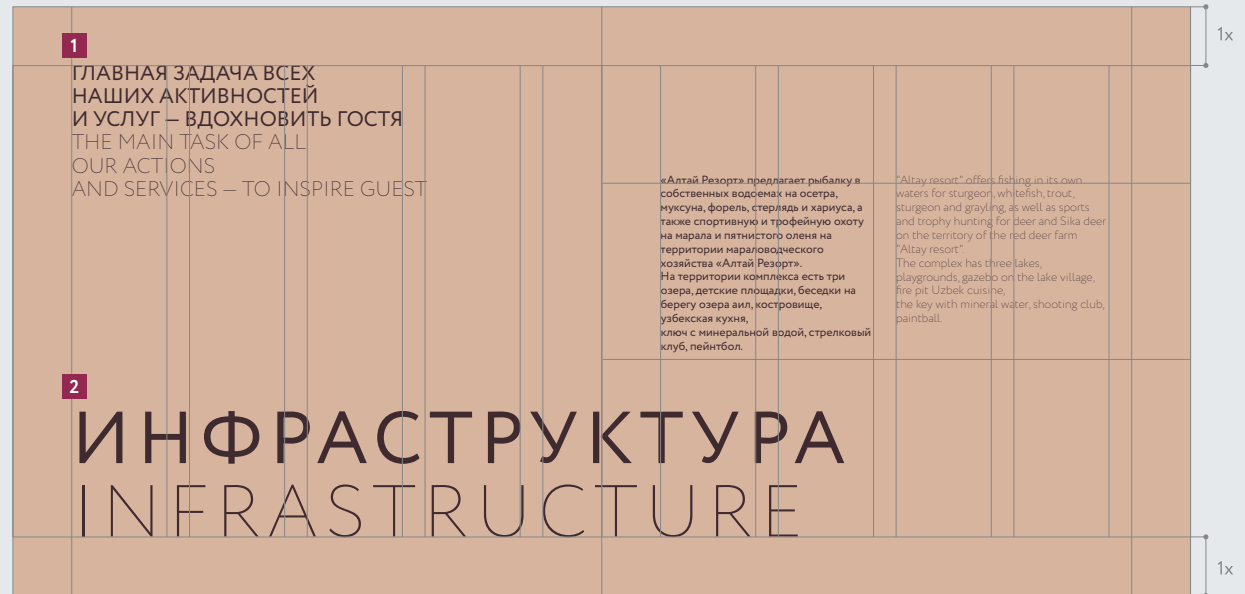 1x
1
ГЛАВНАЯ ЗАДАЧА ВСЕХ
НАШИХ АКТИВНОСТЕЙ
И УСЛУГ — ВДОХНОВИТЬ ГОСТЯ
THE MAIN TASK OF ALL
OUR ACTIONS
AND SERVICES — TO INSPIRE GUEST
«Алтай Резорт» предлагает рыбалку в
собственных водоемах на осетра,
муксуна, форель, стерлядь и хариуса, а
также спортивную и трофейную охоту
на марала и пятнистого оленя на
территории мараловодческого
хозяйства «Алтай Резорт».
На территории комплекса есть три
озера, детские площадки, беседки на
берегу озера аил, костровище,
узбекская кухня,
ключ с минеральной водой, стрелковый
клуб, пейнтбол.
"Altay resort" offers fishing in its own
waters for sturgeon, whitefish, trout,
sturgeon and grayling, as well as sports
and trophy hunting for deer and Sika deer
on the territory of the red deer farm
"Altay resort"
The complex has three lakes,
playgrounds, gazebo on the lake village,
fire pit Uzbek cuisine,
the key with mineral water, shooting club,
paintball.
2
ИНФРАСТРУКТУРА
INFRASTRUCTURE
1x